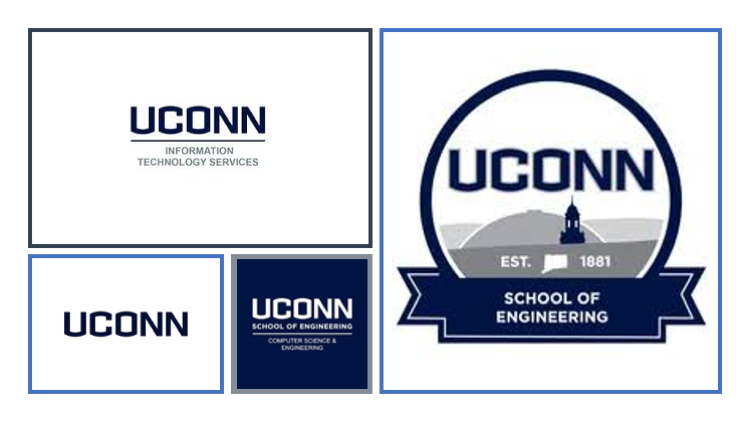 UCONN
INFORMATION
TECHNOLOGY SERVICES
UCONN
UCONN
SCHOOL OF ENGINEERING
COMPUTER SCIENCE &
ENGINEERING
UCONN
EST. 1881
SCHOOL OF
ENGINEERING